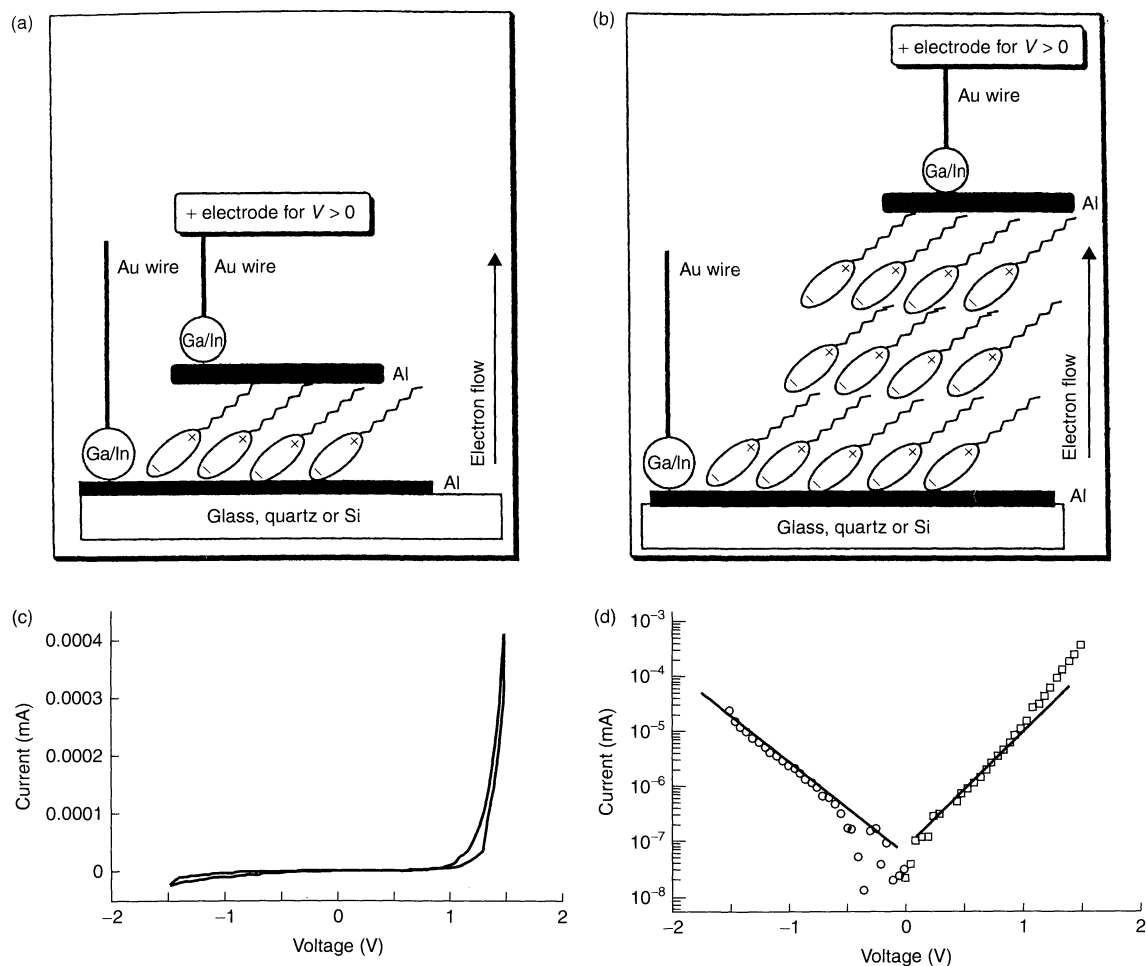 (a)
+ electrode for V > 0
Au wire
Au wire
Ga/In
Al
Electron flow
Ga/In
Al
Glass, quartz or Si
(b)
+ electrode for V > 0
Au wire
Ga/In
Al
Au wire
Electron flow
Ga/In
Al
Glass, quartz or Si
(c)
0.0004
0.0003
0.0002
0.0001
0
Current (mA)
−2
−1
0
1
2
Voltage (V)
(d)
10⁻³
10⁻⁴
10⁻⁵
10⁻⁶
10⁻⁷
10⁻⁸
Current (mA)
−2
−1
0
1
2
Voltage (V)